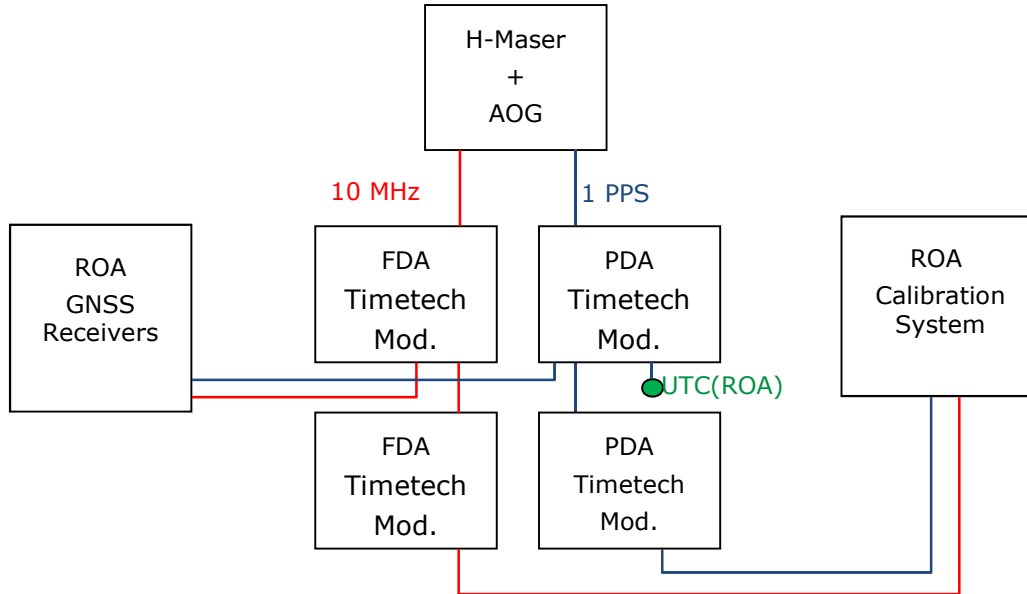 H-Maser
+
AOG
10 MHz
1 PPS
ROA
GNSS
Receivers
FDA
Timetech
Mod.
PDA
Timetech
Mod.
ROA
Calibration
System
UTC(ROA)
FDA
Timetech
Mod.
PDA
Timetech
Mod.